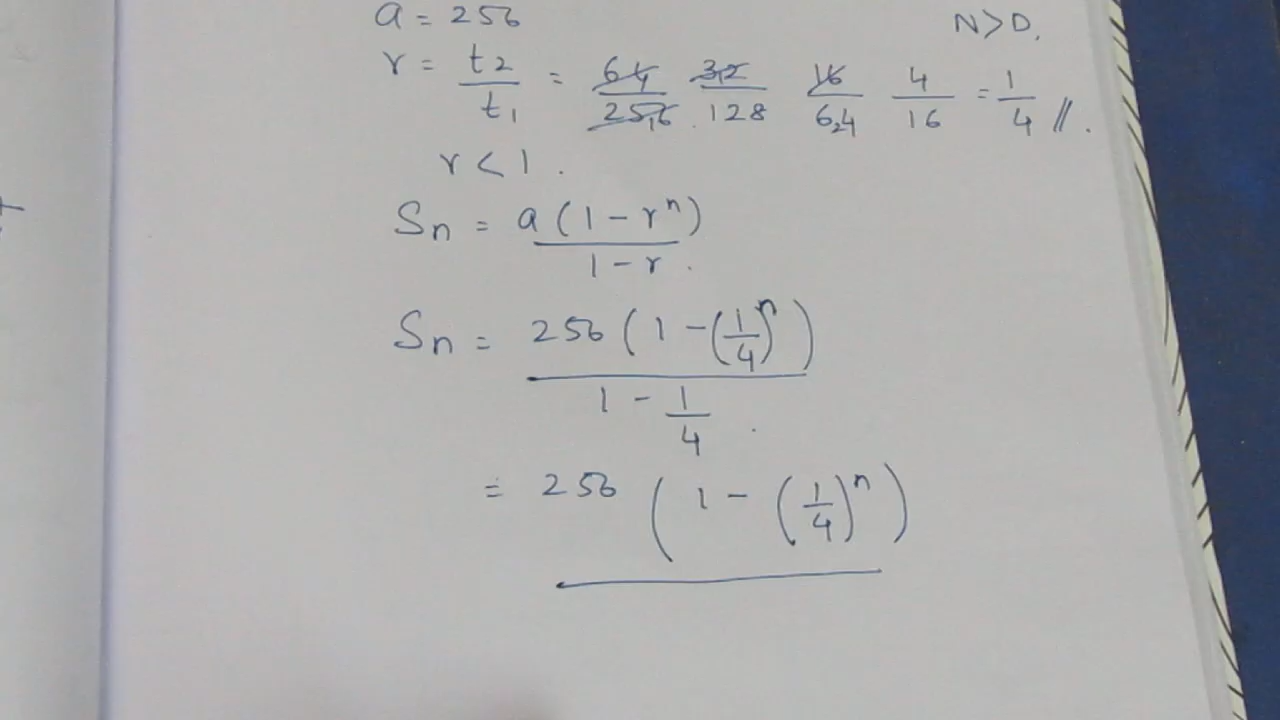 a = 256 N>D.
r = t2/t1 = 64/256 . 32/128 16/64 4/16 = 1/4 //.
r < 1 .
Sn = a(1-r^n)/1-r .
Sn = 256(1-(1/4)^n)/1-1/4 .
= 256 (1-(1/4)^n)